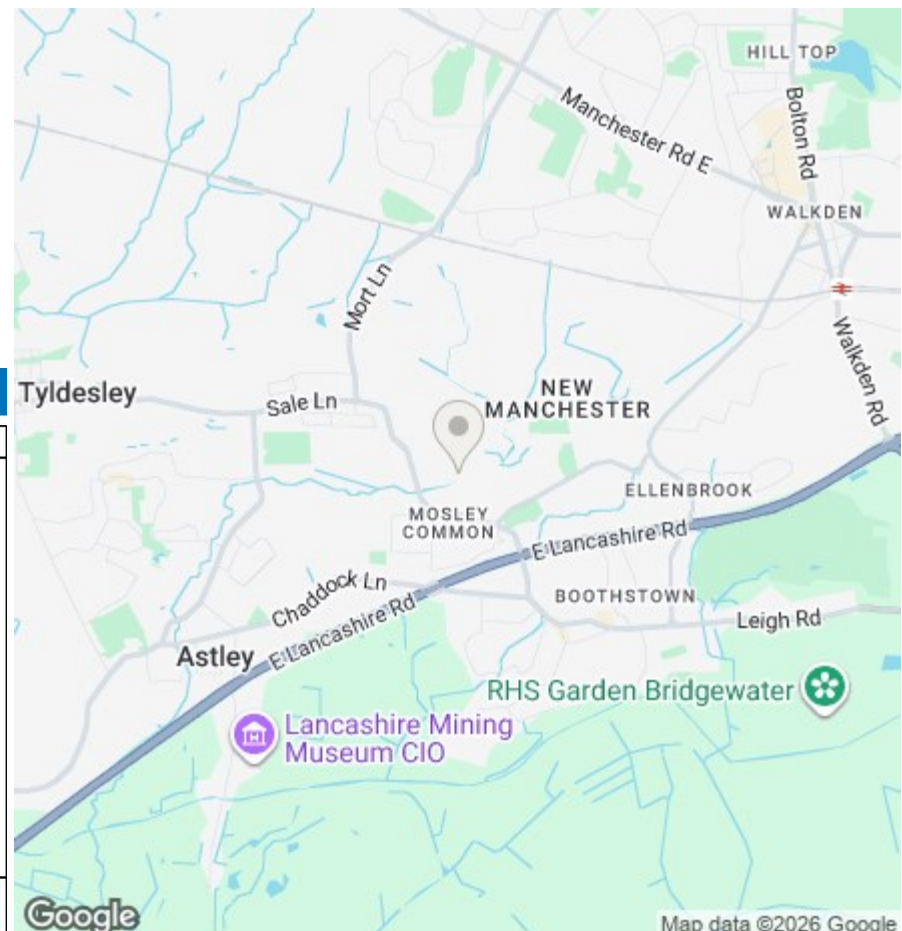 HILL TOP
Bolton Rd
Manchester Rd E
WALKDEN
Mort Ln
Walkden Rd
Tyldesley
Sale Ln
NEW
MANCHESTER
ELLENBROOK
MOSLEY
COMMON
E Lancashire Rd
Chaddock Ln
BOOTHSTOWN
Leigh Rd
E Lancashire Rd
Astley
RHS Garden Bridgewater
Lancashire Mining
Museum CIO
Google
Map data ©2026 Google